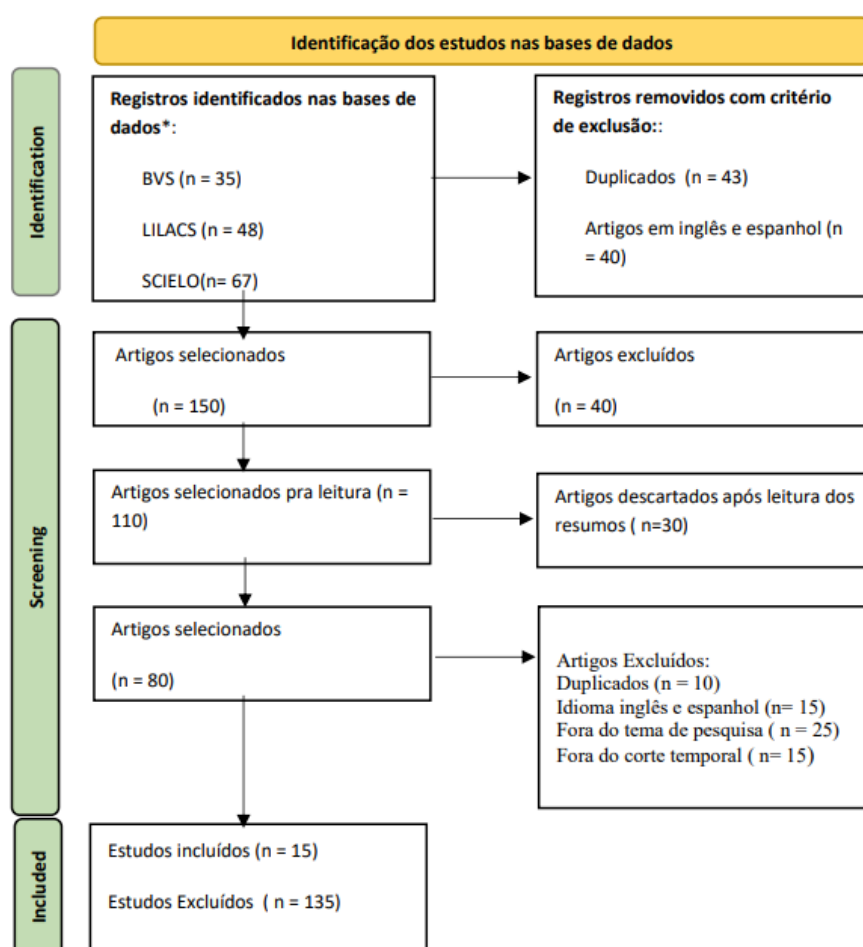 Identificação dos estudos nas bases de dados
Identification
Registros identificados nas bases de
dados*:
BVS (n = 35)
LILACS (n = 48)
SCIELO(n= 67)
Registros removidos com critério
de exclusão::
Duplicados (n = 43)
Artigos em inglês e espanhol (n
= 40)
Screening
Artigos selecionados
(n = 150)
Artigos excluídos
(n = 40)
Artigos selecionados pra leitura (n =
110)
Artigos descartados após leitura dos
resumos ( n=30)
Artigos selecionados
(n = 80)
Artigos Excluídos:
Duplicados (n = 10)
Idioma inglês e espanhol (n= 15)
Fora do tema de pesquisa ( n = 25)
Fora do corte temporal ( n= 15)
Included
Estudos incluídos (n = 15)
Estudos Excluídos ( n = 135)